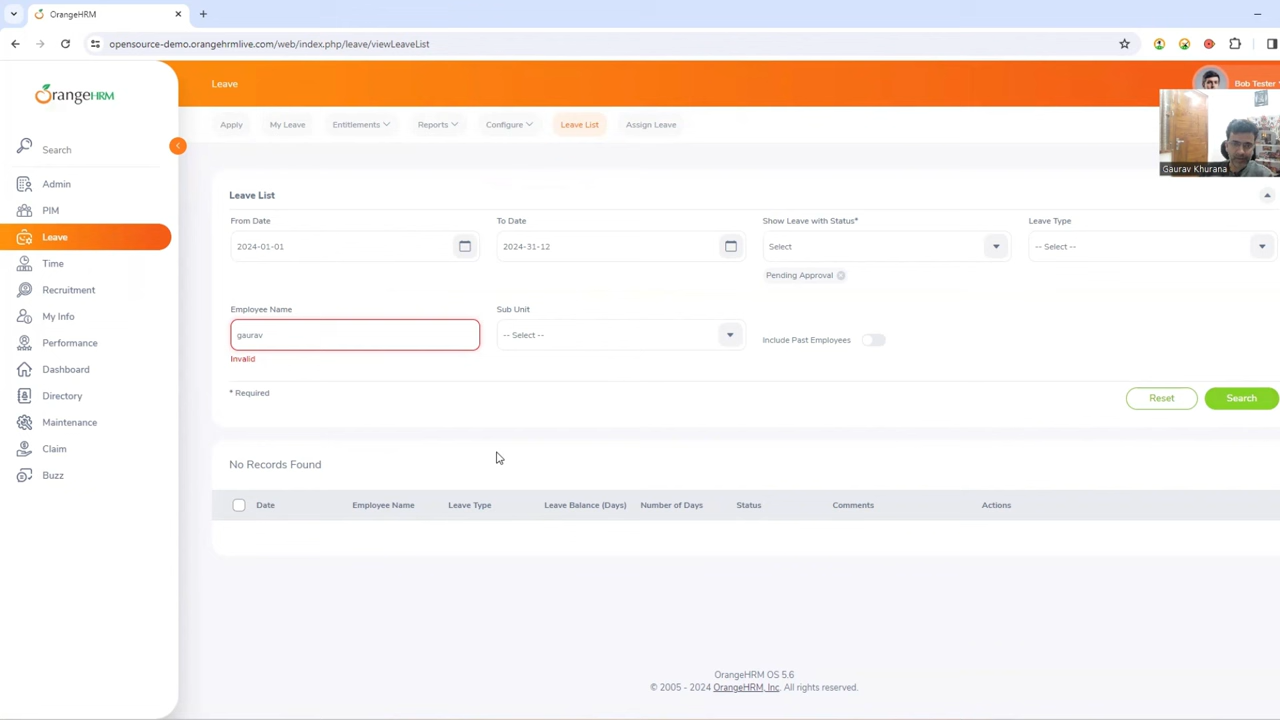 OrangeHRM
opensource-demo.orangehrmlive.com/web/index.php/leave/viewLeaveList
OrangeHRM
Leave
Bob Tester
Gaurav Khurana
Search
Admin
PIM
Leave
Time
Recruitment
My Info
Performance
Dashboard
Directory
Maintenance
Claim
Buzz
Apply My Leave Entitlements Reports Configure Leave List Assign Leave
Leave List
From Date To Date Show Leave with Status* Leave Type
2024-01-01 2024-31-12 Select -- Select --
Pending Approval
Employee Name Sub Unit
gaurav -- Select -- Include Past Employees
Invalid
* Required
Reset Search
No Records Found
Date Employee Name Leave Type Leave Balance (Days) Number of Days Status Comments Actions
OrangeHRM OS 5.6
© 2005 - 2024 OrangeHRM, Inc. All rights reserved.